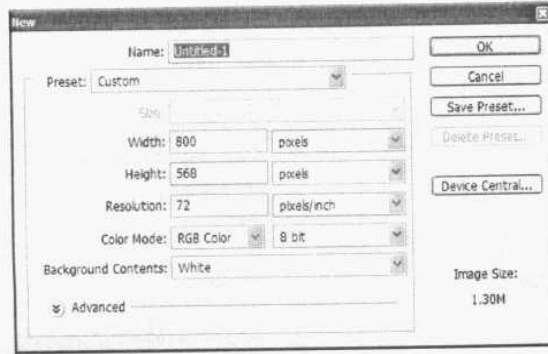 New
Name: Untitled-1
OK
Preset: Custom
Cancel
Size:
Save Preset...
Width: 800 pixels
Delete Preset...
Height: 568 pixels
Device Central...
Resolution: 72 pixels/inch
Color Mode: RGB Color 8 bit
Background Contents: White
Image Size:
1.30M
Advanced